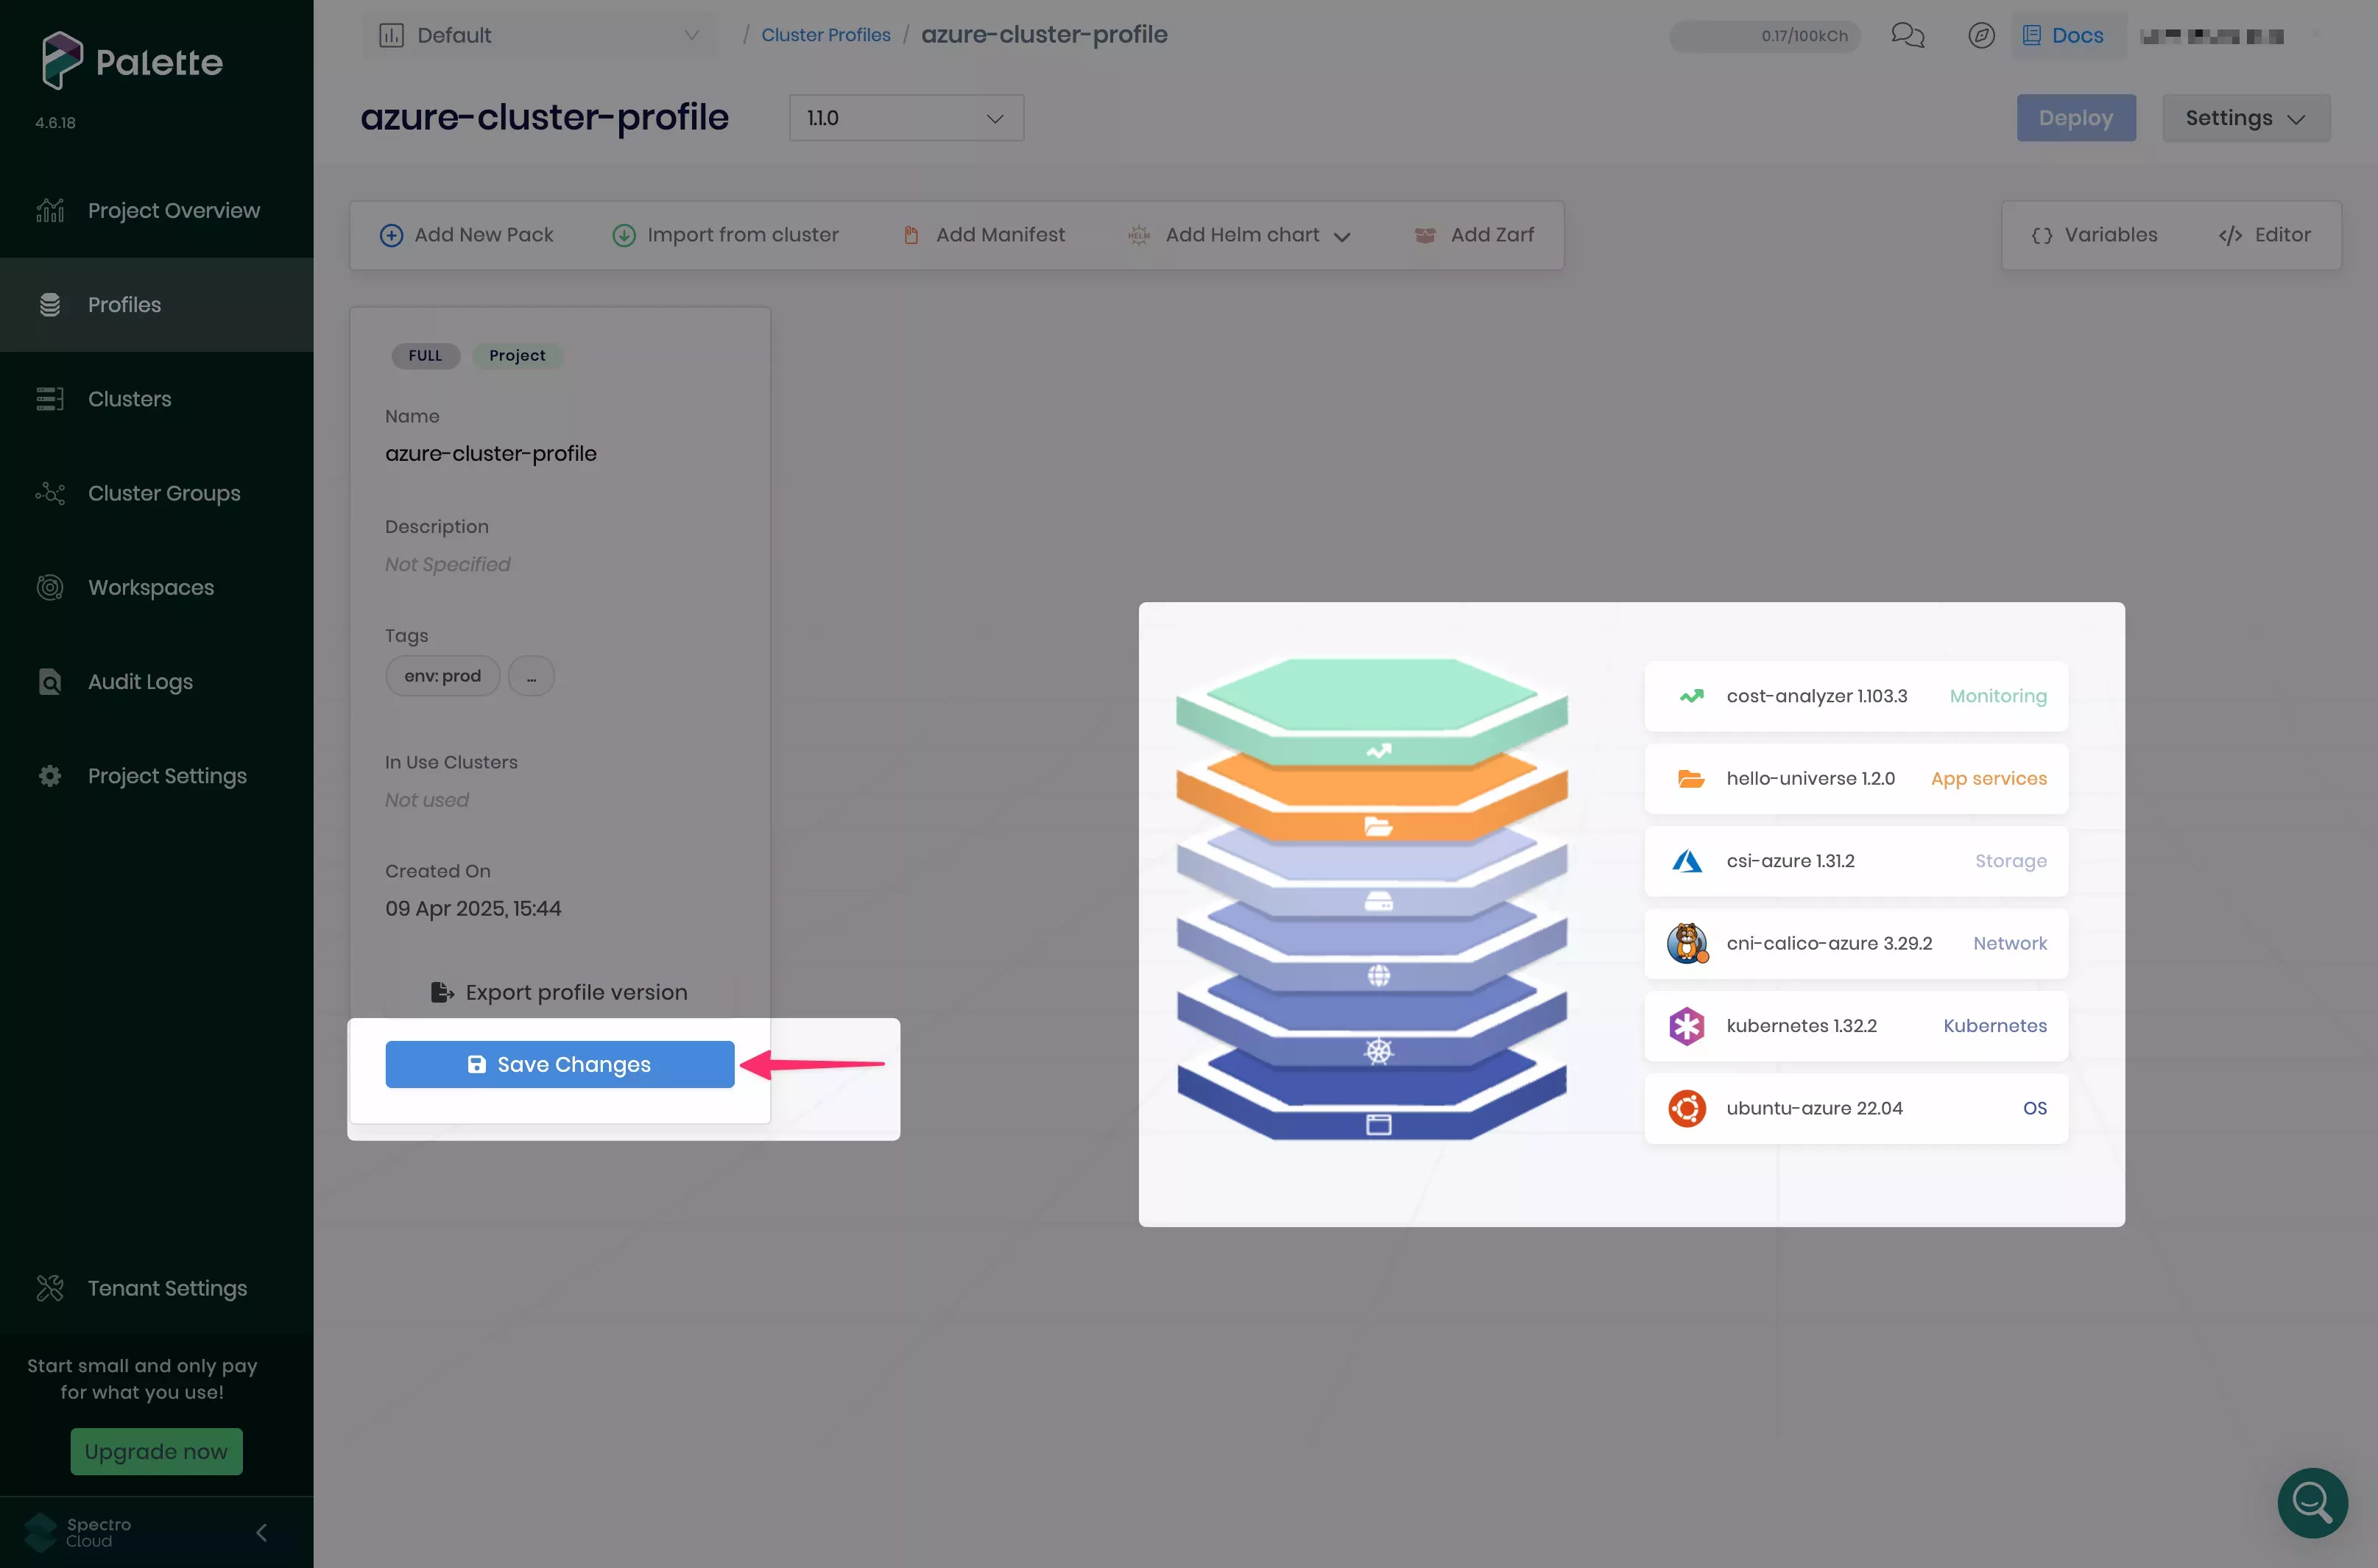 Palette
4.6.18
Project Overview
Profiles
Clusters
Cluster Groups
Workspaces
Audit Logs
Project Settings
Tenant Settings
Start small and only pay
for what you use!
Upgrade now
Spectro
Cloud
Default
/ Cluster Profiles / azure-cluster-profile
0.17/100kCh
Docs
azure-cluster-profile
1.1.0
Deploy
Settings
Add New Pack
Import from cluster
Add Manifest
HELM Add Helm chart
Add Zarf
{} Variables
</> Editor
FULL Project
Name
azure-cluster-profile
Description
Not Specified
Tags
env: prod ...
In Use Clusters
Not used
Created On
09 Apr 2025, 15:44
Export profile version
Save Changes
cost-analyzer 1.103.3 Monitoring
hello-universe 1.2.0 App services
csi-azure 1.31.2 Storage
cni-calico-azure 3.29.2 Network
kubernetes 1.32.2 Kubernetes
ubuntu-azure 22.04 OS